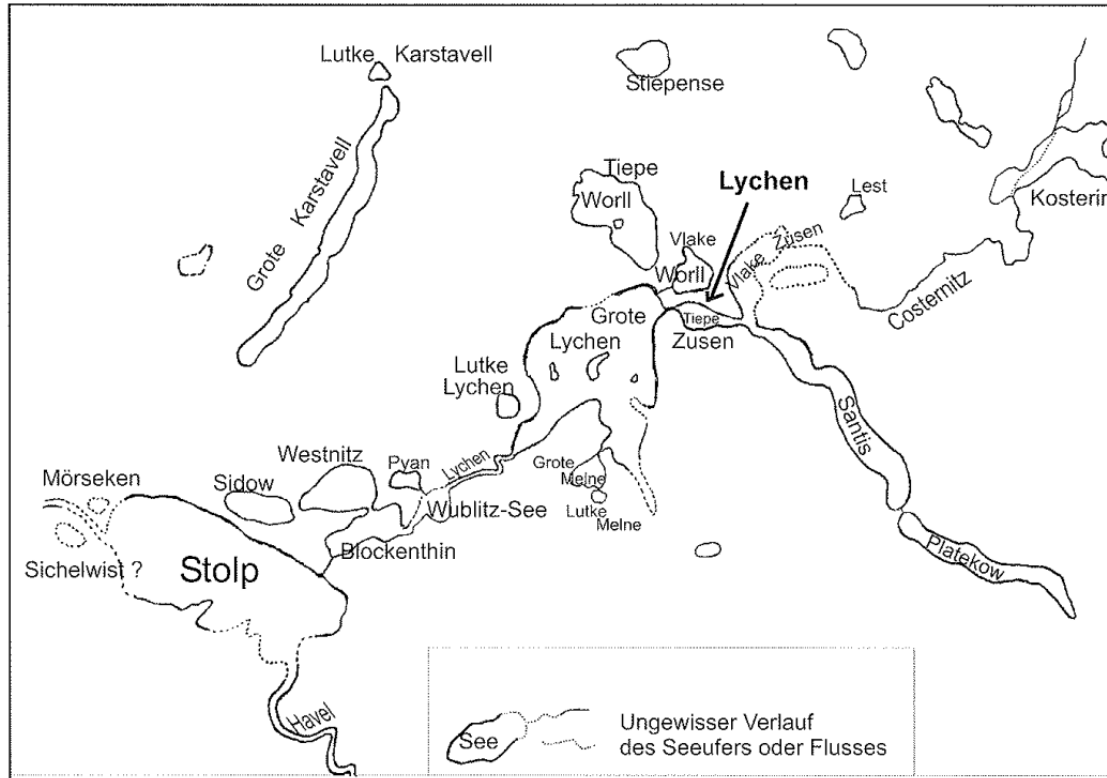 Lutke Karstavell
Stiepense
Grote Karstavell
Tiepe
Worll
Lychen
Lest
Kosterin
Vlake
Worll
Vlake Zusen
Costernitz
Grote
Lychen
Tiepe
Zusen
Lutke
Lychen
Santis
Westnitz
Pyan
Lychen
Grote
Melne
Mörseken
Sidow
Lutke
Melne
Wublitz-See
Blockenthin
Sichelwist ?
Stolp
Platekow
Havel
See
Ungewisser Verlauf
des Seeufers oder Flusses